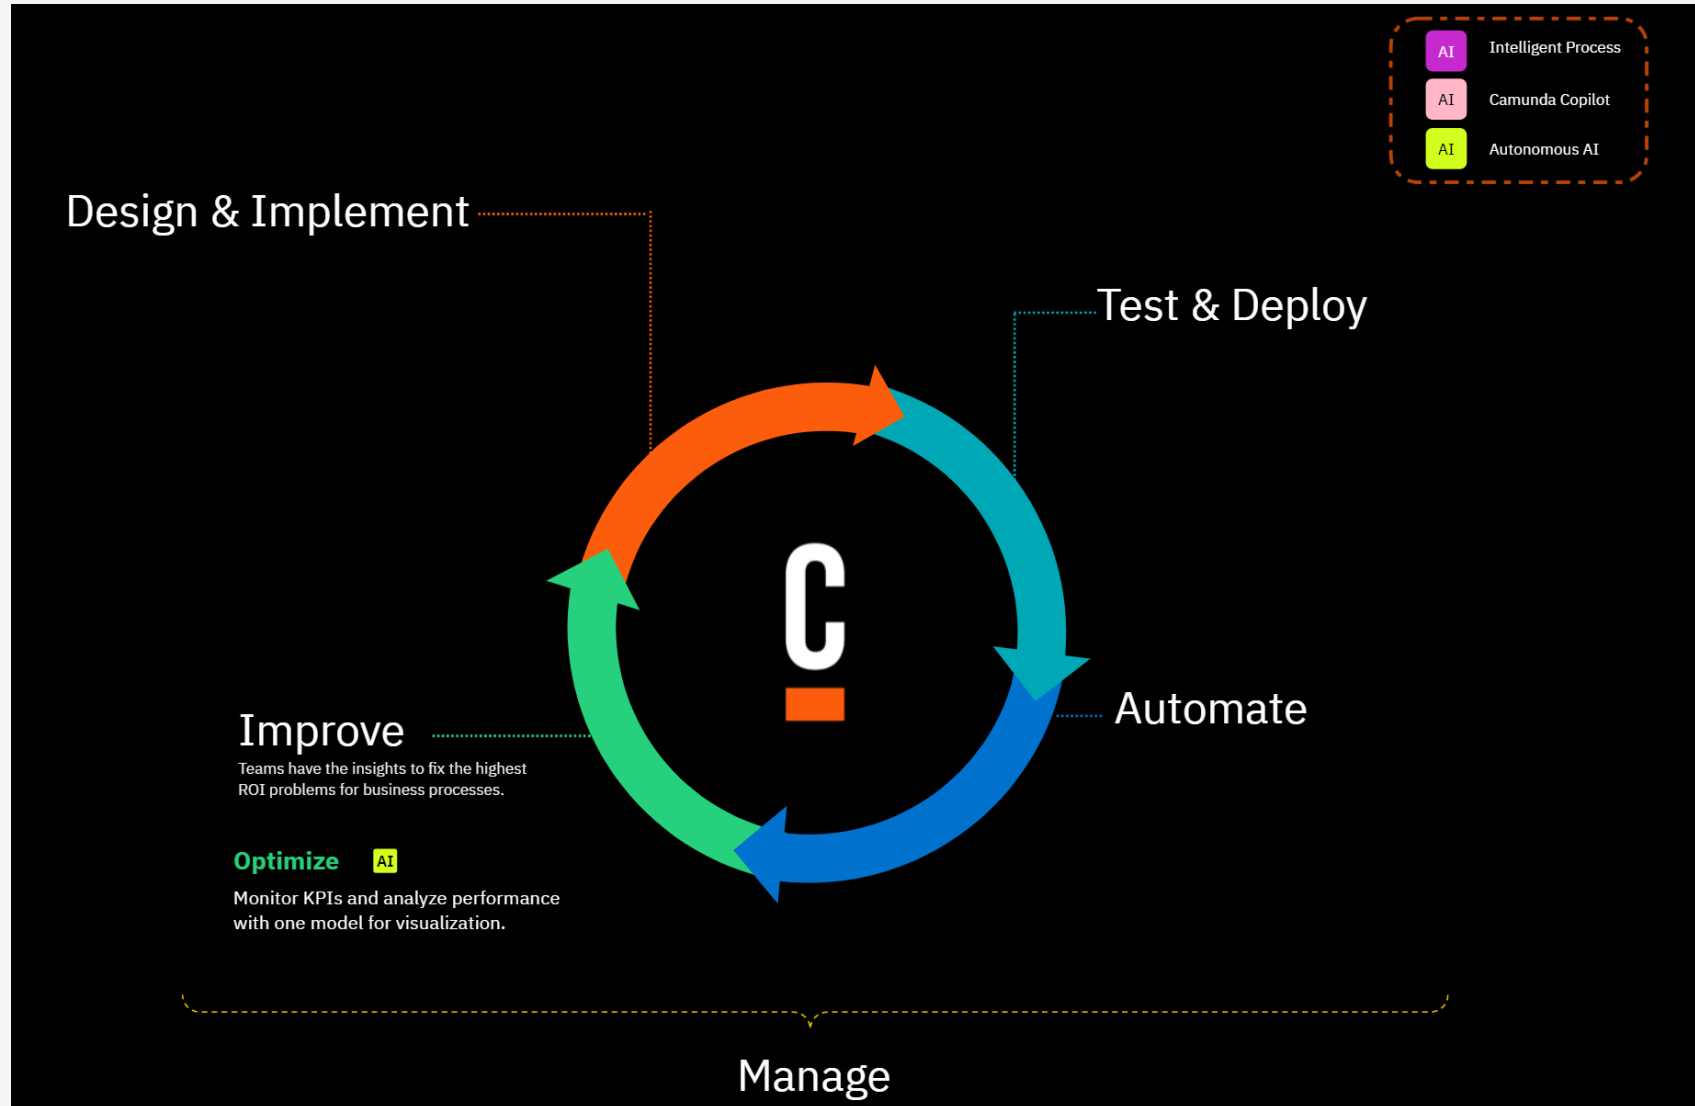 AI Intelligent Process
AI Camunda Copilot
AI Autonomous AI
Design & Implement
Test & Deploy
C
Automate
Improve
Teams have the insights to fix the highest
ROI problems for business processes.
Optimize AI
Monitor KPIs and analyze performance
with one model for visualization.
Manage